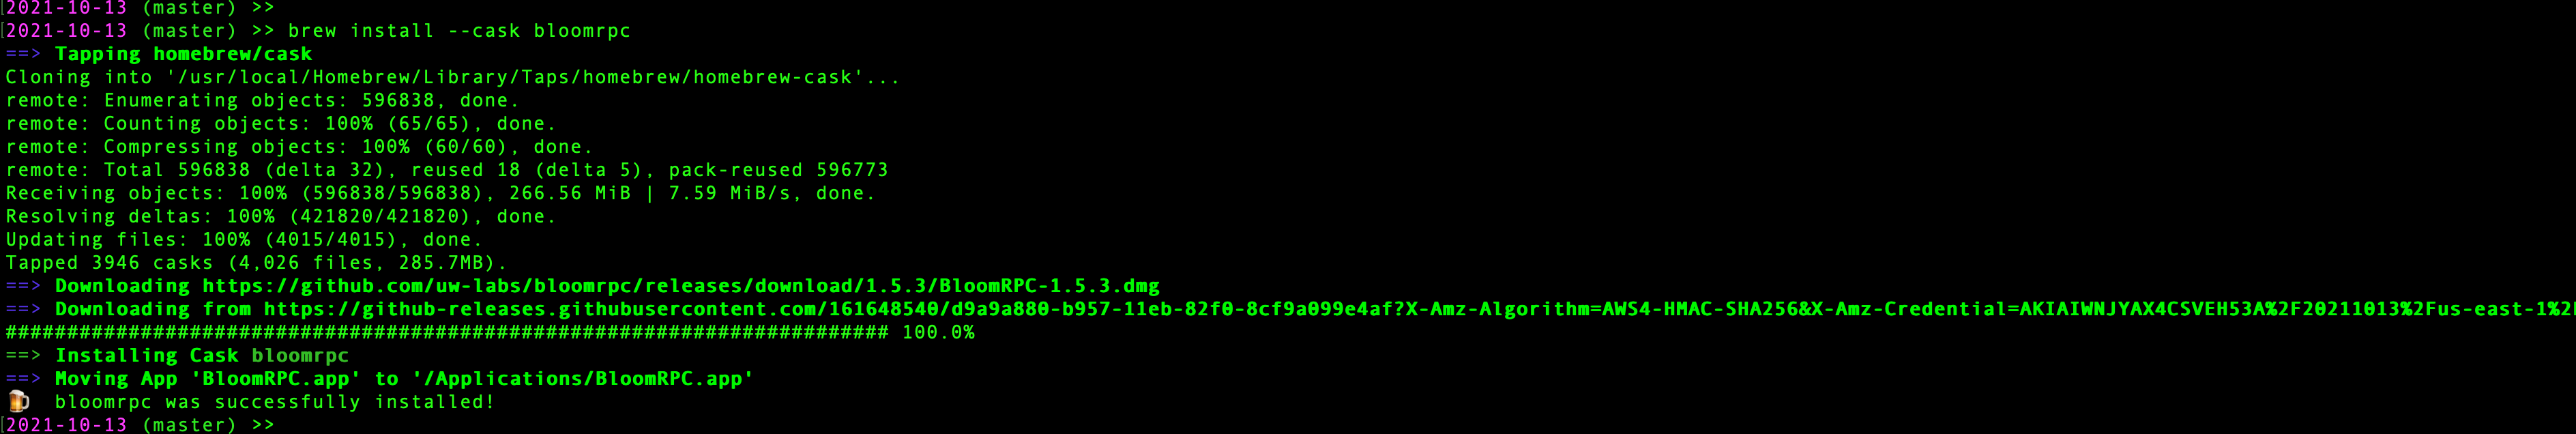 [2021-10-13 (master) >>
[2021-10-13 (master) >> brew install --cask bloomrpc
==> Tapping homebrew/cask
Cloning into '/usr/local/Homebrew/Library/Taps/homebrew/homebrew-cask'...
remote: Enumerating objects: 596838, done.
remote: Counting objects: 100% (65/65), done.
remote: Compressing objects: 100% (60/60), done.
remote: Total 596838 (delta 32), reused 18 (delta 5), pack-reused 596773
Receiving objects: 100% (596838/596838), 266.56 MiB | 7.59 MiB/s, done.
Resolving deltas: 100% (421820/421820), done.
Updating files: 100% (4015/4015), done.
Tapped 3946 casks (4,026 files, 285.7MB).
==> Downloading https://github.com/uw-labs/bloomrpc/releases/download/1.5.3/BloomRPC-1.5.3.dmg
==> Downloading from https://github-releases.githubusercontent.com/161648540/d9a9a880-b957-11eb-82f0-8cf9a099e4af?X-Amz-Algorithm=AWS4-HMAC-SHA256&X-Amz-Credential=AKIAIWNJYAX4CSVEH53A%2F20211013%2Fus-east-1%2
######################################################################## 100.0%
==> Installing Cask bloomrpc
==> Moving App 'BloomRPC.app' to '/Applications/BloomRPC.app'
🍺 bloomrpc was successfully installed!
[2021-10-13 (master) >>